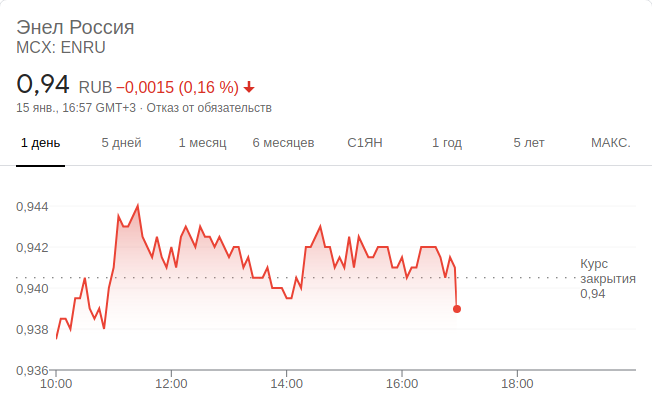 Энел Россия
MCX: ENRU
0,94 RUB −0,0015 (0,16 %)
15 янв., 16:57 GMT+3 · Отказ от обязательств
1 день 5 дней 1 месяц 6 месяцев С1ЯН 1 год 5 лет МАКС.
0,944
0,942
Курс
закрытия
0,94
0,940
0,938
0,936
10:00 12:00 14:00 16:00 18:00